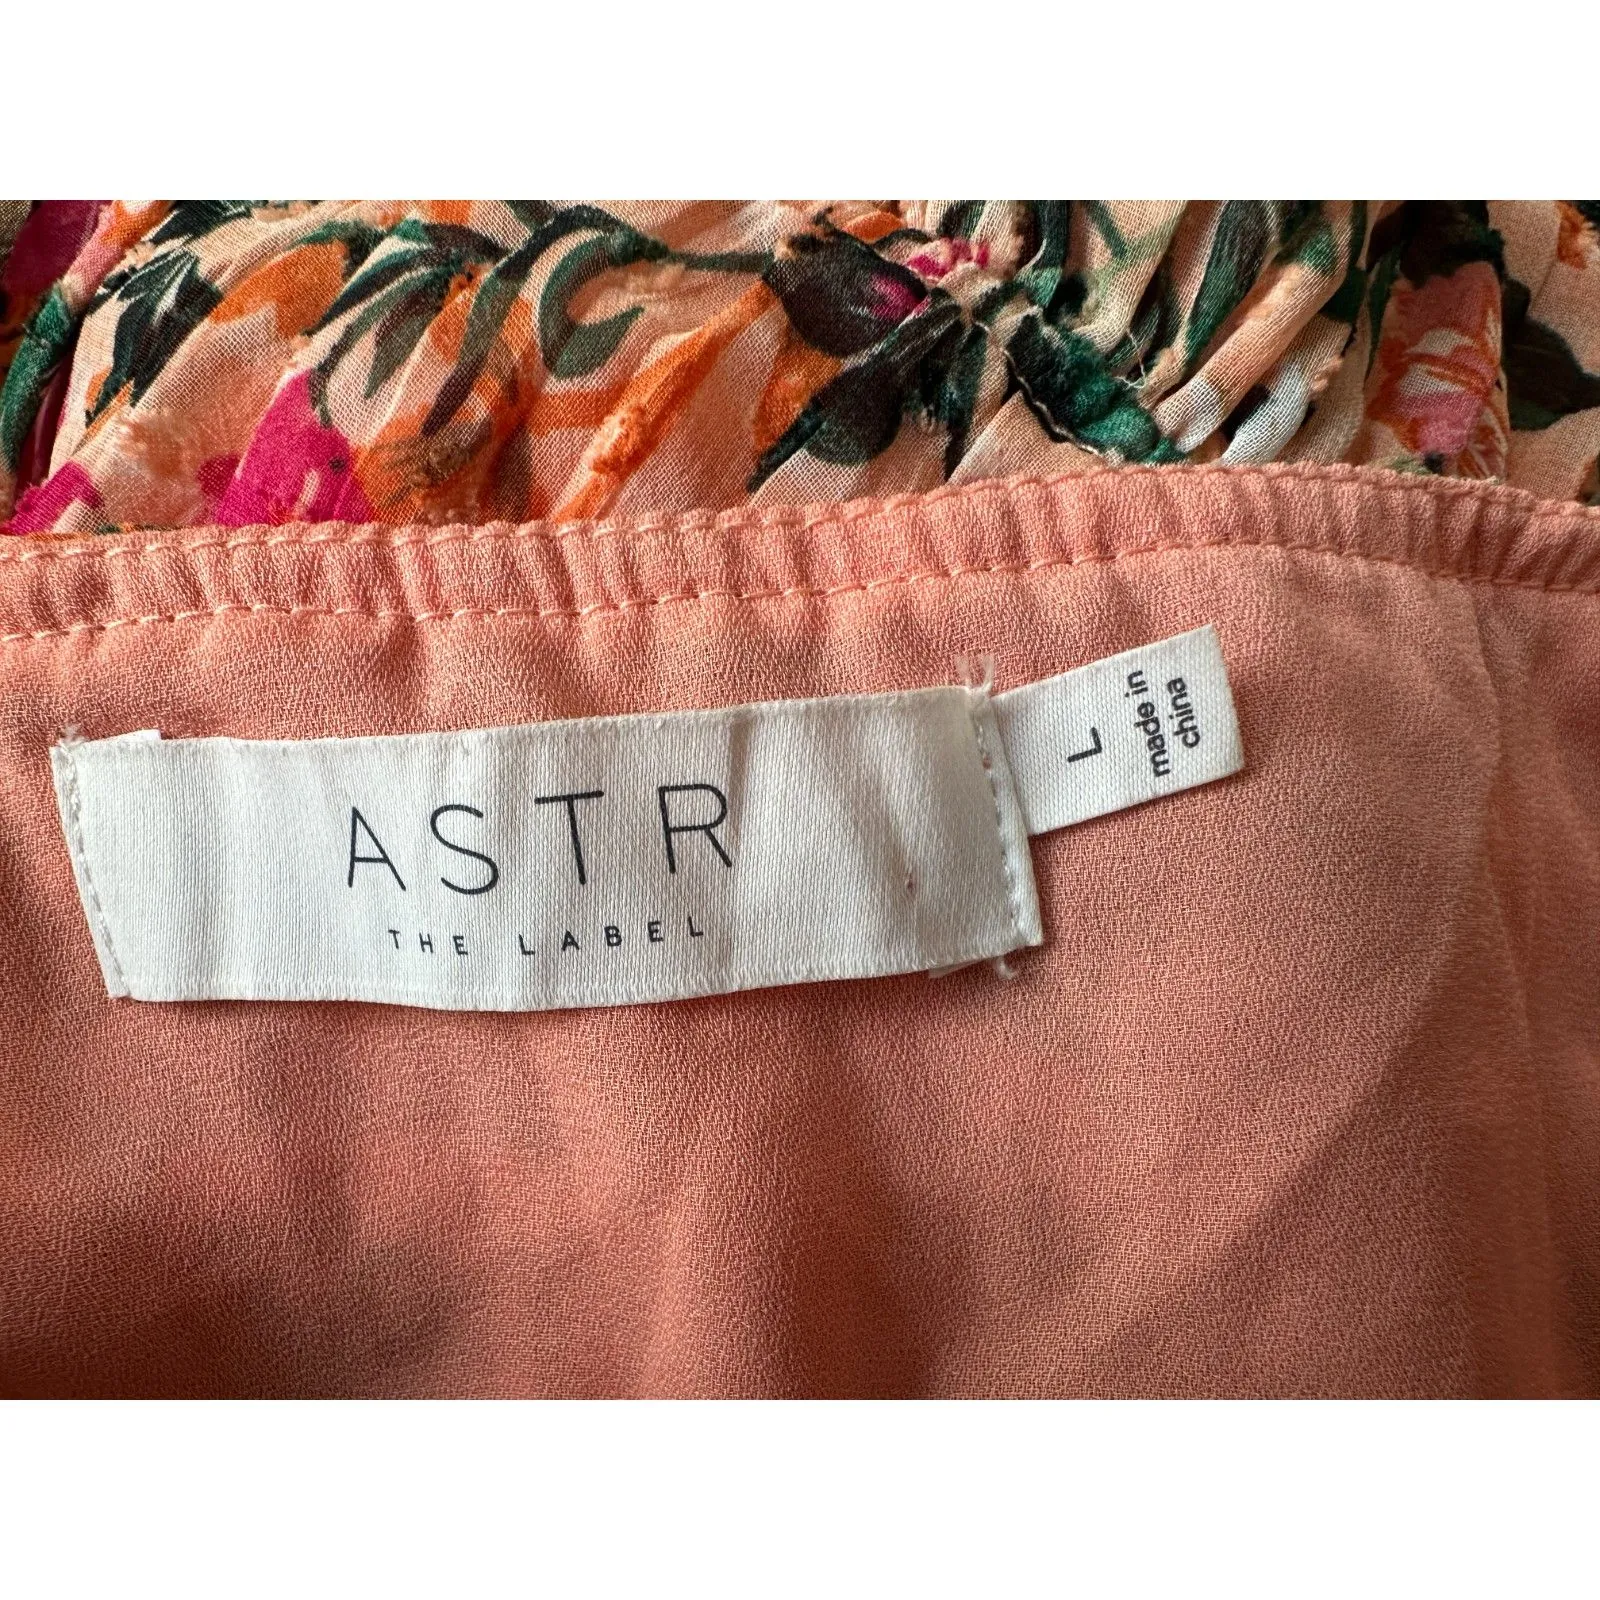 ASTR
THE LABEL
L
made in
china